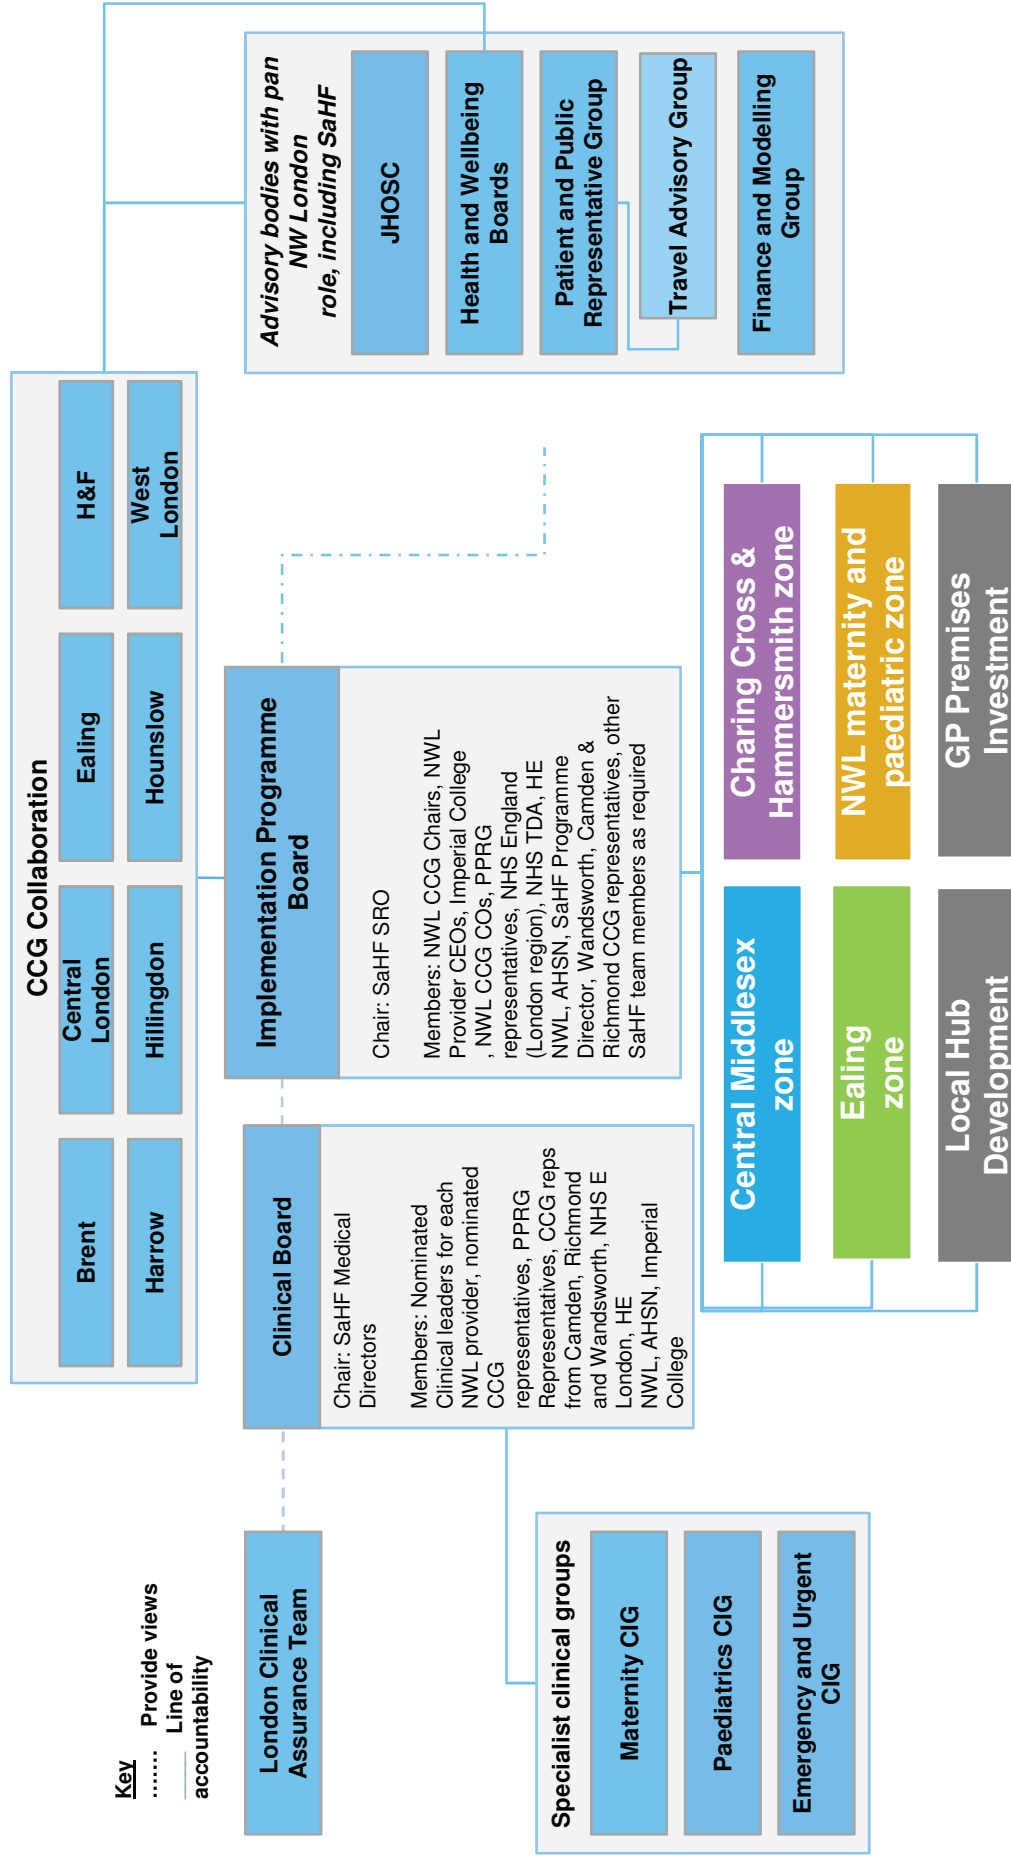 Key
...... Provide views
Line of
accountability
CCG Collaboration
Brent
Central
London
Ealing
H&F
Harrow
Hillingdon
Hounslow
West
London
London Clinical
Assurance Team
Clinical Board
Chair: SaHF Medical
Directors
Members: Nominated
Clinical leaders for each
NWL provider, nominated
CCG
representatives, PPRG
Representatives, CCG reps
from Camden, Richmond
and Wandsworth, NHS E
London, HE
NWL, AHSN, Imperial
College
Implementation Programme
Board
Chair: SaHF SRO
Members: NWL CCG Chairs, NWL
Provider CEOs, Imperial College
, NWL CCG COs, PPRG
representatives, NHS England
(London region), NHS TDA, HE
NWL, AHSN, SaHF Programme
Director, Wandsworth, Camden &
Richmond CCG representatives, other
SaHF team members as required
Advisory bodies with pan
NW London
role, including SaHF
JHOSC
Health and Wellbeing
Boards
Patient and Public
Representative Group
Travel Advisory Group
Finance and Modelling
Group
Specialist clinical groups
Maternity CIG
Paediatrics CIG
Emergency and Urgent
CIG
Central Middlesex
zone
Charing Cross &
Hammersmith zone
Ealing
zone
NWL maternity and
paediatric zone
Local Hub
Development
GP Premises
Investment